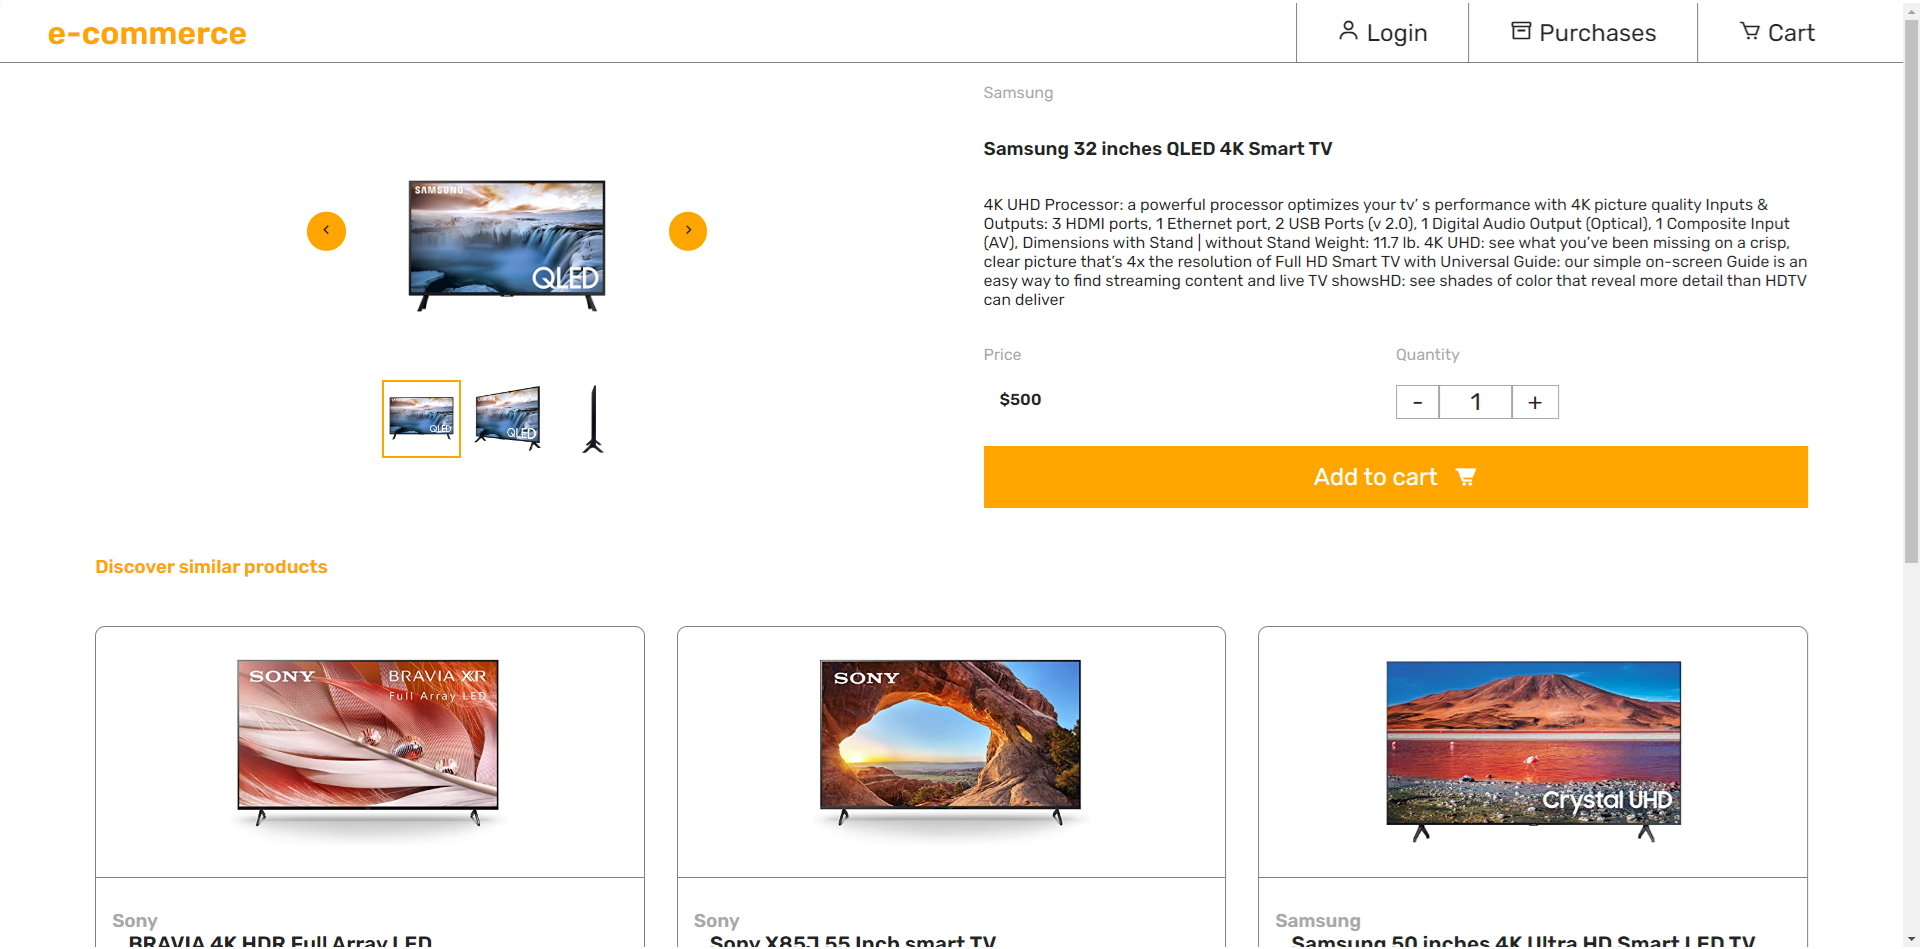 e-commerce
Login
Purchases
Cart
Samsung
Samsung 32 inches QLED 4K Smart TV
4K UHD Processor: a powerful processor optimizes your tv’ s performance with 4K picture quality Inputs &
Outputs: 3 HDMI ports, 1 Ethernet port, 2 USB Ports (v 2.0), 1 Digital Audio Output (Optical), 1 Composite Input
(AV), Dimensions with Stand | without Stand Weight: 11.7 lb. 4K UHD: see what you’ve been missing on a crisp,
clear picture that’s 4x the resolution of Full HD Smart TV with Universal Guide: our simple on-screen Guide is an
easy way to find streaming content and live TV showsHD: see shades of color that reveal more detail than HDTV
can deliver
SAMSUNG
QLED
QLED
QLED
Price
Quantity
$500
- 1 +
Add to cart
Discover similar products
SONY
BRAVIA XR
Full Array LED
SONY
Crystal UHD
Sony
BRAVIA 4K HDR Full Array LED
Sony
Sony X85J 55 Inch smart TV
Samsung
Samsung 50 inches 4K Ultra HD Smart LED TV